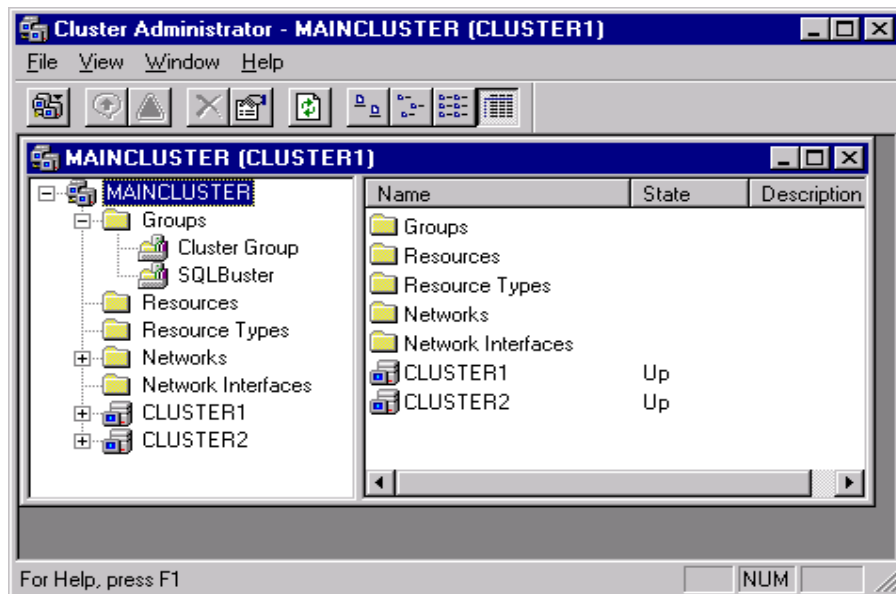 Cluster Administrator - MAINCLUSTER (CLUSTER1)
File View Window Help
MAINCLUSTER (CLUSTER1)
MAINCLUSTER
Groups
Cluster Group
SQLBuster
Resources
Resource Types
Networks
Network Interfaces
CLUSTER1
CLUSTER2
Name State Description
Groups
Resources
Resource Types
Networks
Network Interfaces
CLUSTER1 Up
CLUSTER2 Up
For Help, press F1 NUM